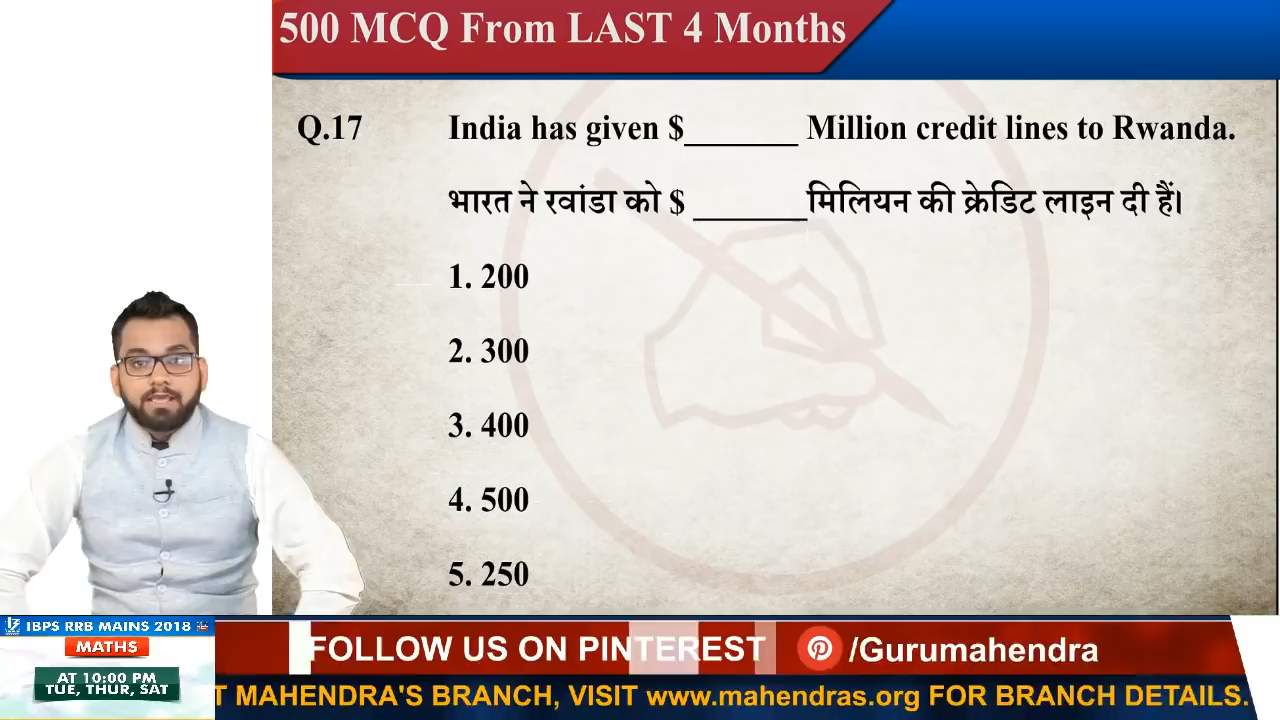 500 MCQ From LAST 4 Months
Q.17 India has given $_______ Million credit lines to Rwanda.
भारत ने रवांडा को $ _______मिलियन की क्रेडिट लाइन दी हैं।
1. 200
2. 300
3. 400
4. 500
5. 250
IBPS RRB MAINS 2018
MATHS
AT 10:00 PM
TUE, THUR, SAT
FOLLOW US ON PINTEREST /Gurumahendra
T MAHENDRA'S BRANCH, VISIT www.mahendras.org FOR BRANCH DETAILS.